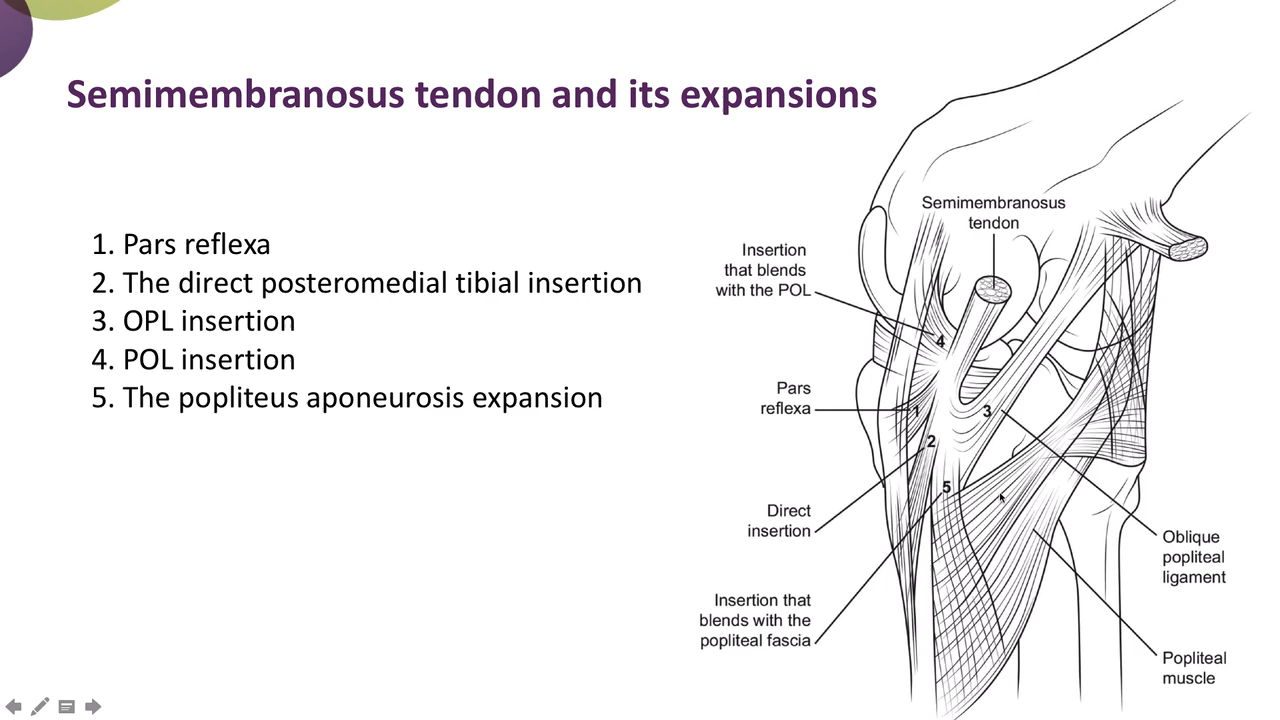 Semimembranosus tendon and its expansions
1. Pars reflexa
2. The direct posteromedial tibial insertion
3. OPL insertion
4. POL insertion
5. The popliteus aponeurosis expansion
Semimembranosus
tendon
Insertion
that blends
with the POL
4
Pars
reflexa
1
3
2
5
Direct
insertion
Oblique
popliteal
ligament
Insertion that
blends with the
popliteal fascia
Popliteal
muscle